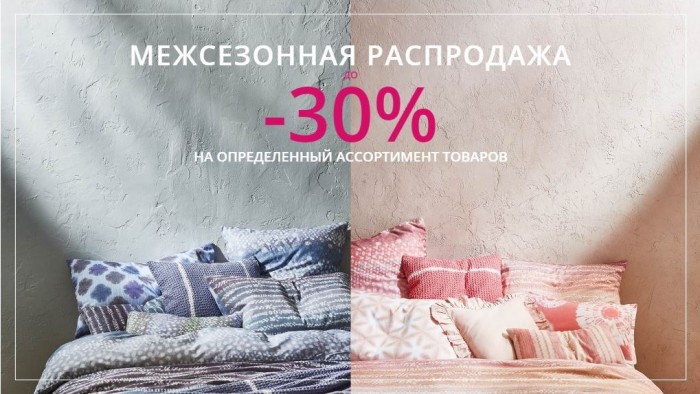 МЕЖСЕЗОННАЯ РАСПРОДАЖА
ДО
-30%
НА ОПРЕДЕЛЕННЫЙ АССОРТИМЕНТ ТОВАРОВ